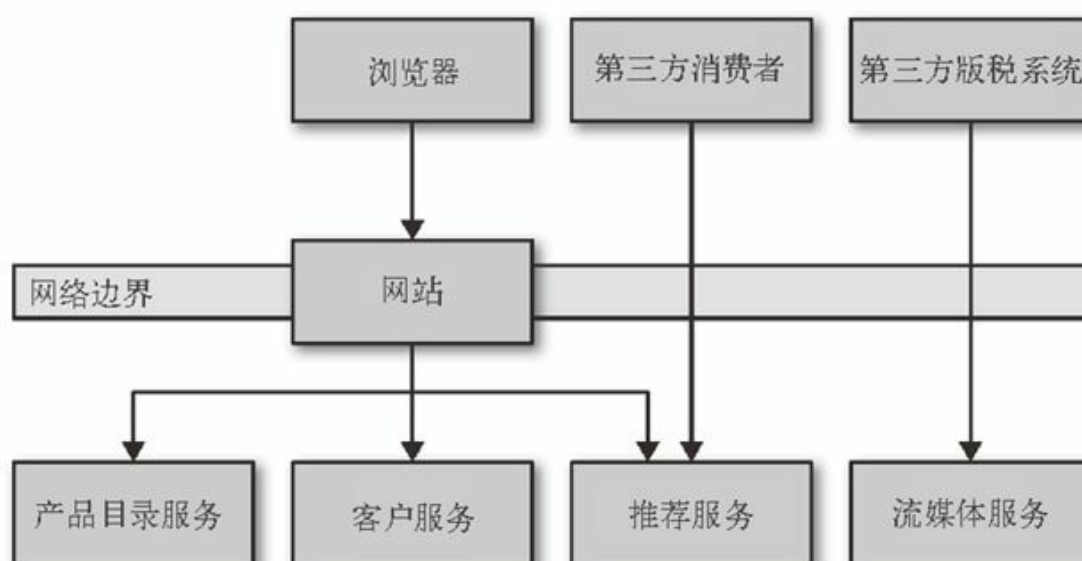 浏览器
第三方消费者
第三方版税系统
网络边界
网站
产品目录服务
客户服务
推荐服务
流媒体服务